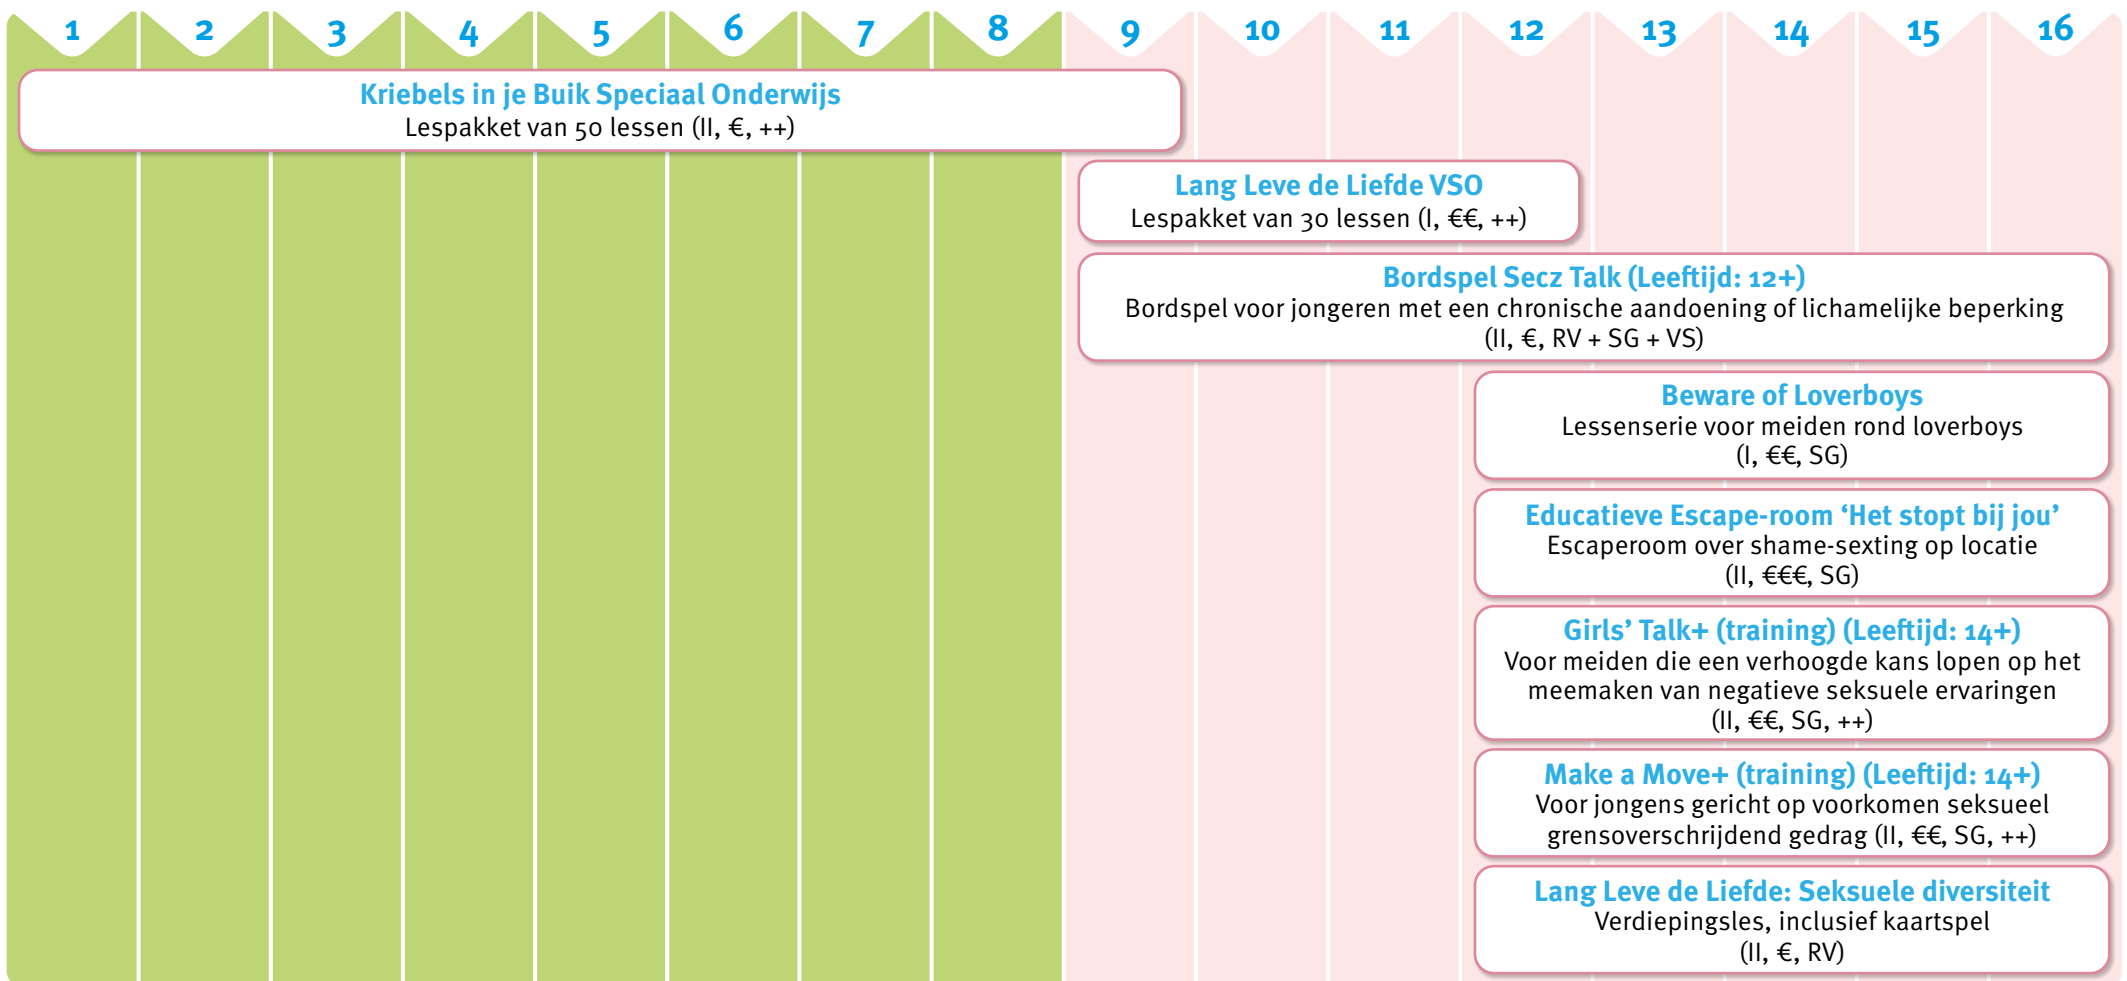 1 2 3 4 5 6 7 8 9 10 11 12 13 14 15 16
Kriebels in je Buik Speciaal Onderwijs
Lespakket van 50 lessen (II, €, ++)
Lang Leve de Liefde VSO
Lespakket van 30 lessen (I, €€, ++)
Bordspel Secz Talk (Leeftijd: 12+)
Bordspel voor jongeren met een chronische aandoening of lichamelijke beperking
(II, €, RV + SG + VS)
Beware of Loverboys
Lessenserie voor meiden rond loverboys
(I, €€, SG)
Educatieve Escape-room ‘Het stopt bij jou’
Escaperoom over shame-sexting op locatie
(II, €€€, SG)
Girls’ Talk+ (training) (Leeftijd: 14+)
Voor meiden die een verhoogde kans lopen op het
meemaken van negatieve seksuele ervaringen
(II, €€, SG, ++)
Make a Move+ (training) (Leeftijd: 14+)
Voor jongens gericht op voorkomen seksueel
grensoverschrijdend gedrag (II, €€, SG, ++)
Lang Leve de Liefde: Seksuele diversiteit
Verdiepingsles, inclusief kaartspel
(II, €, RV)